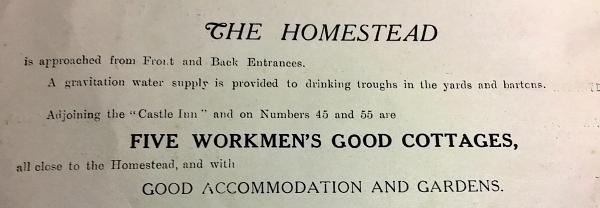 THE HOMESTEAD
is approached from Front and Back Entrances.
A gravitation water supply is provided to drinking troughs in the yards and bartons.
Adjoining the "Castle Inn" and on Numbers 45 and 55 are
FIVE WORKMEN'S GOOD COTTAGES,
all close to the Homestead, and with
GOOD ACCOMMODATION AND GARDENS.